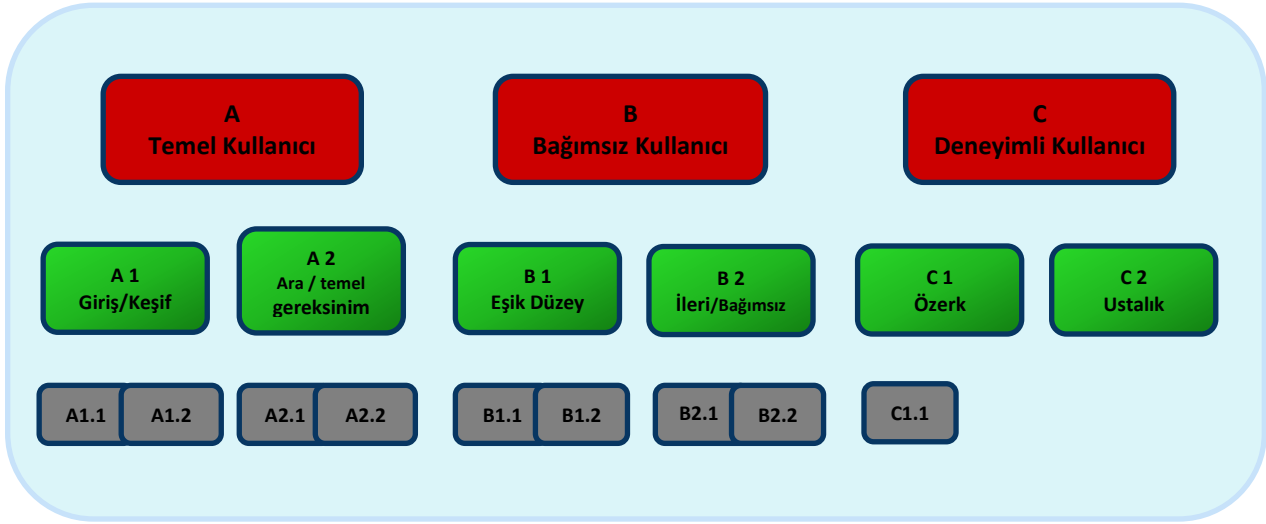 A
Temel Kullanıcı
B
Bağımsız Kullanıcı
C
Deneyimli Kullanıcı
A 1
Giriş/Keşif
A 2
Ara / temel
gereksinim
B 1
Eşik Düzey
B 2
İleri/Bağımsız
C 1
Özerk
C 2
Ustalık
A1.1
A1.2
A2.1
A2.2
B1.1
B1.2
B2.1
B2.2
C1.1